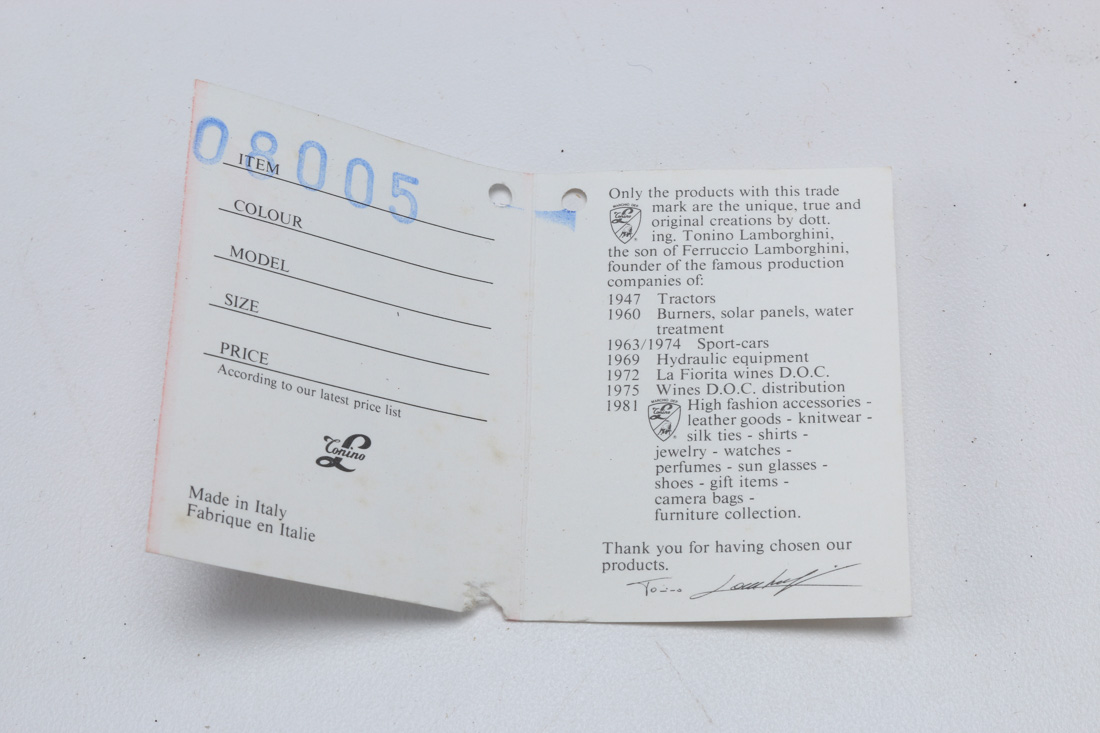 08005
ITEM
COLOUR
MODEL
SIZE
PRICE
According to our latest price list
Tonino
L
Made in Italy
Fabrique en Italie
Only the products with this trade
mark are the unique, true and
original creations by dott.
ing. Tonino Lamborghini,
the son of Ferruccio Lamborghini,
founder of the famous production
companies of:
1947 Tractors
1960 Burners, solar panels, water
treatment
1963/1974 Sport-cars
1969 Hydraulic equipment
1972 La Fiorita wines D.O.C.
1975 Wines D.O.C. distribution
1981 High fashion accessories -
leather goods - knitwear -
silk ties - shirts -
jewelry - watches -
perfumes - sun glasses -
shoes - gift items -
camera bags -
furniture collection.
Thank you for having chosen our
products.
Tonino